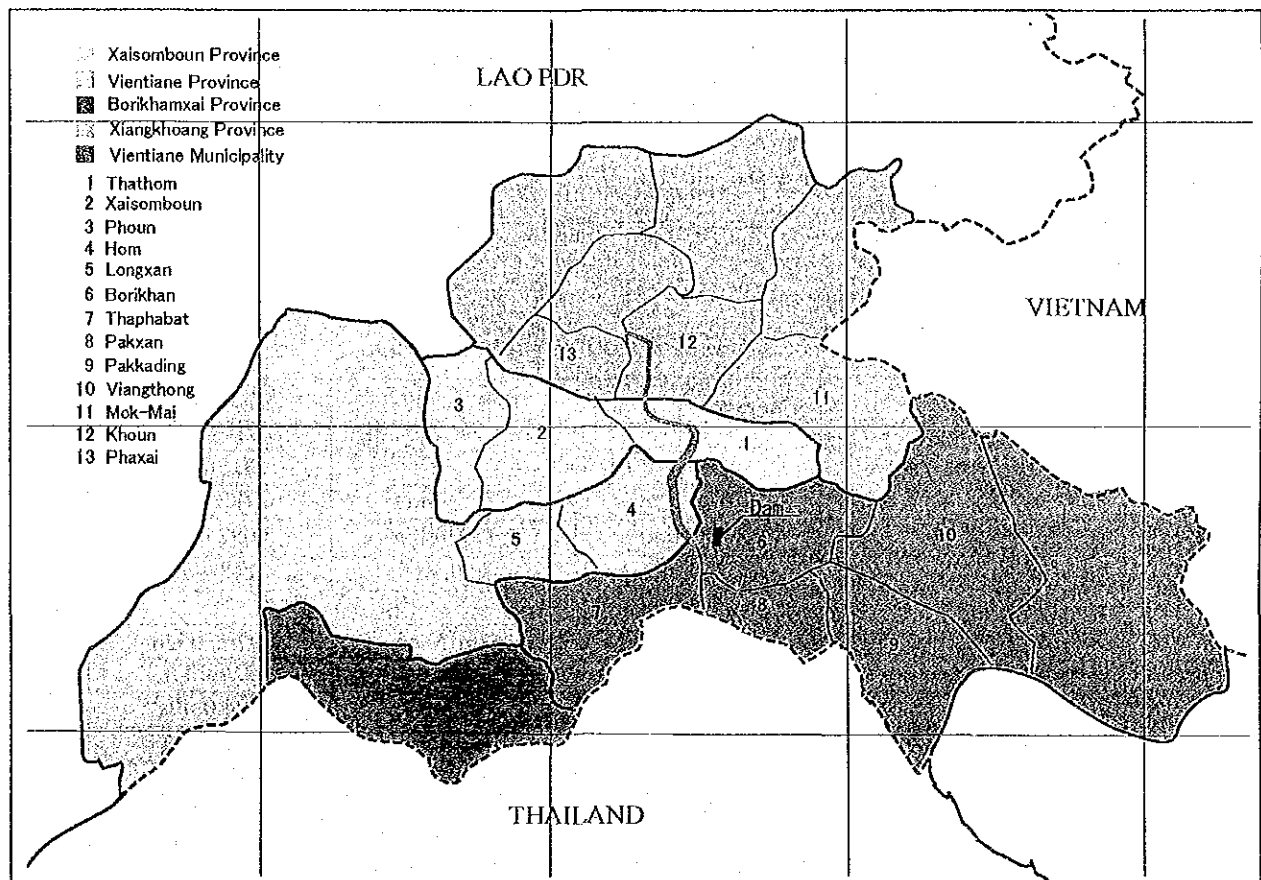 Xaisomboun Province
Vientiane Province
Borikhamxai Province
Xiangkhoang Province
Vientiane Municipality
1 Thathom
2 Xaisomboun
3 Phoun
4 Hom
5 Longxan
6 Borikhan
7 Thaphabat
8 Pakxan
9 Pakkading
10 Viangthong
11 Mok-Mai
12 Khoun
13 Phaxai
LAO PDR
VIETNAM
THAILAND
12
13
11
3
2
1
Dam
4
6
10
5
7
8
9